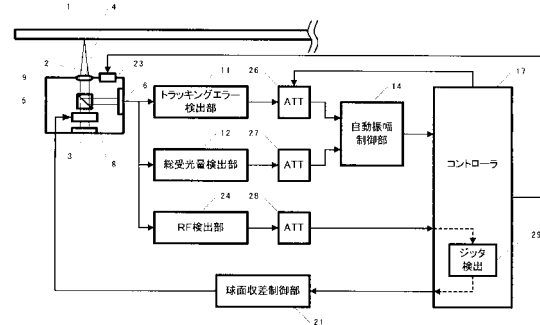 1
4
2
23
9
6
5
3
8
11
26
14
17
トラッキングエラー
検出部
ATT
自動振幅
制御部
コントローラ
12
27
総受光量検出部
ATT
24
28
29
RF検出部
ATT
ジッタ
検出
球面収差制御部
21